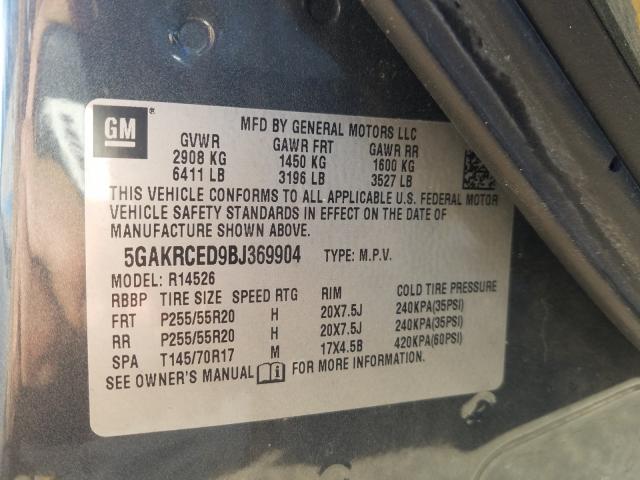 GM
MFD BY GENERAL MOTORS LLC
GVWR GAWR FRT GAWR RR
2908 KG 1450 KG 1600 KG
6411 LB 3196 LB 3527 LB
THIS VEHICLE CONFORMS TO ALL APPLICABLE U.S. FEDERAL MOTOR
VEHICLE SAFETY STANDARDS IN EFFECT ON THE DATE OF
MANUFACTURE SHOWN ABOVE.
5GAKRCED9BJ369904 TYPE: M.P.V.
MODEL: R14526
RBBP TIRE SIZE SPEED RTG RIM COLD TIRE PRESSURE
FRT P255/55R20 H 20X7.5J 240KPA(35PSI)
RR P255/55R20 H 20X7.5J 240KPA(35PSI)
SPA T145/70R17 M 17X4.5B 420KPA(60PSI)
SEE OWNER'S MANUAL FOR MORE INFORMATION.